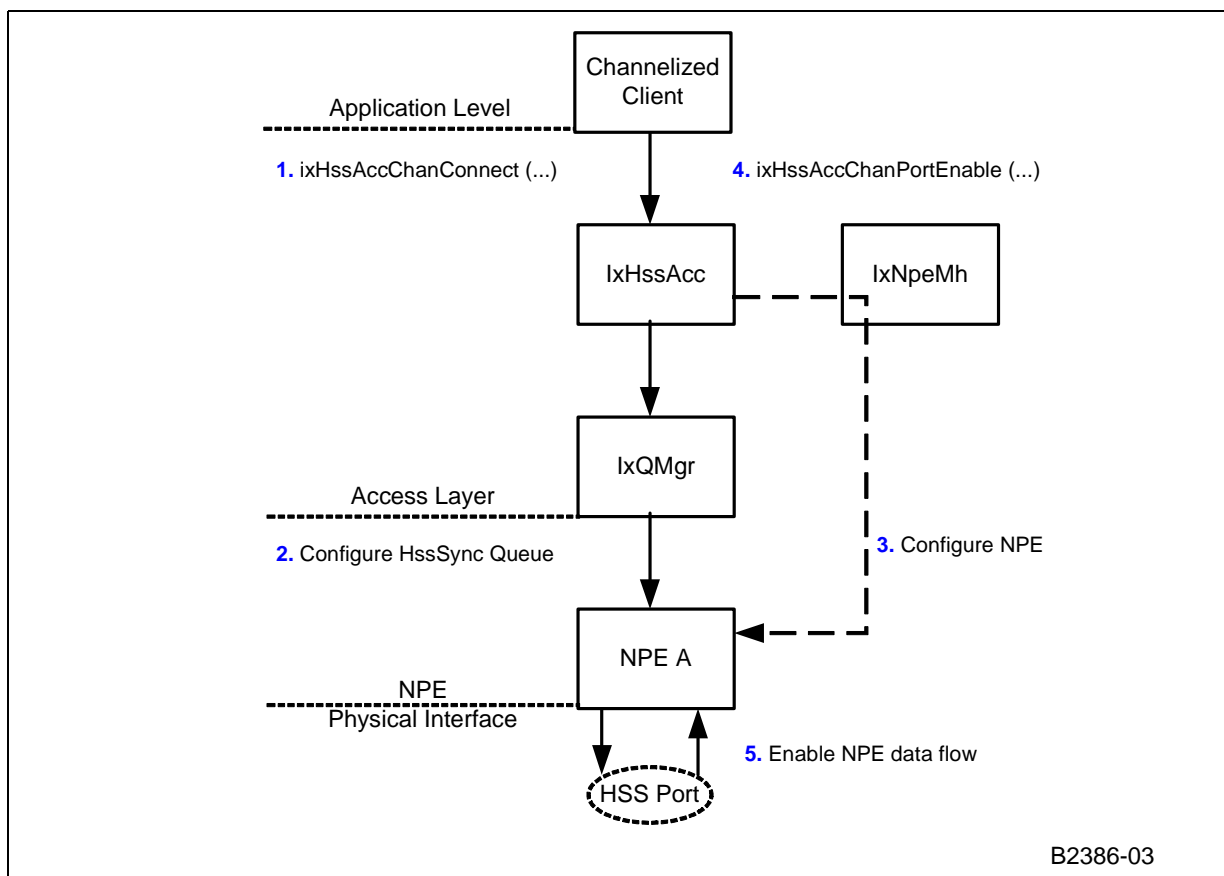 Channelized
Client
Application Level
1. ixHssAccChanConnect (...)
4. ixHssAccChanPortEnable (...)
IxHssAcc
IxNpeMh
IxQMgr
Access Layer
2. Configure HssSync Queue
3. Configure NPE
NPE A
NPE
Physical Interface
5. Enable NPE data flow
HSS Port
B2386-03